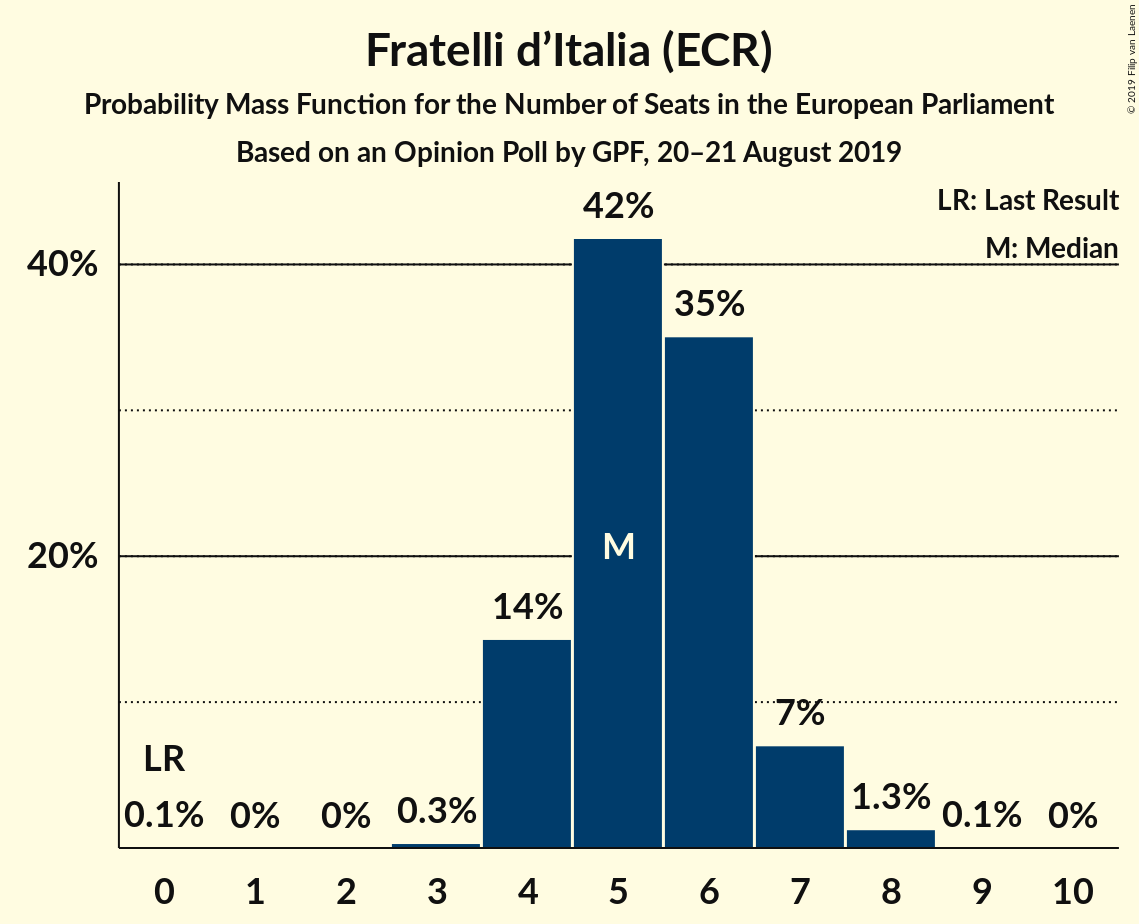 Fratelli d’Italia (ECR)
Probability Mass Function for the Number of Seats in the European Parliament
Based on an Opinion Poll by GPF, 20–21 August 2019
© 2019 Filip van Laenen
LR: Last Result
M: Median
42%
40%
35%
M
20%
14%
7%
LR
0.1% 0% 0% 0.3% 1.3% 0.1% 0%
0 1 2 3 4 5 6 7 8 9 10